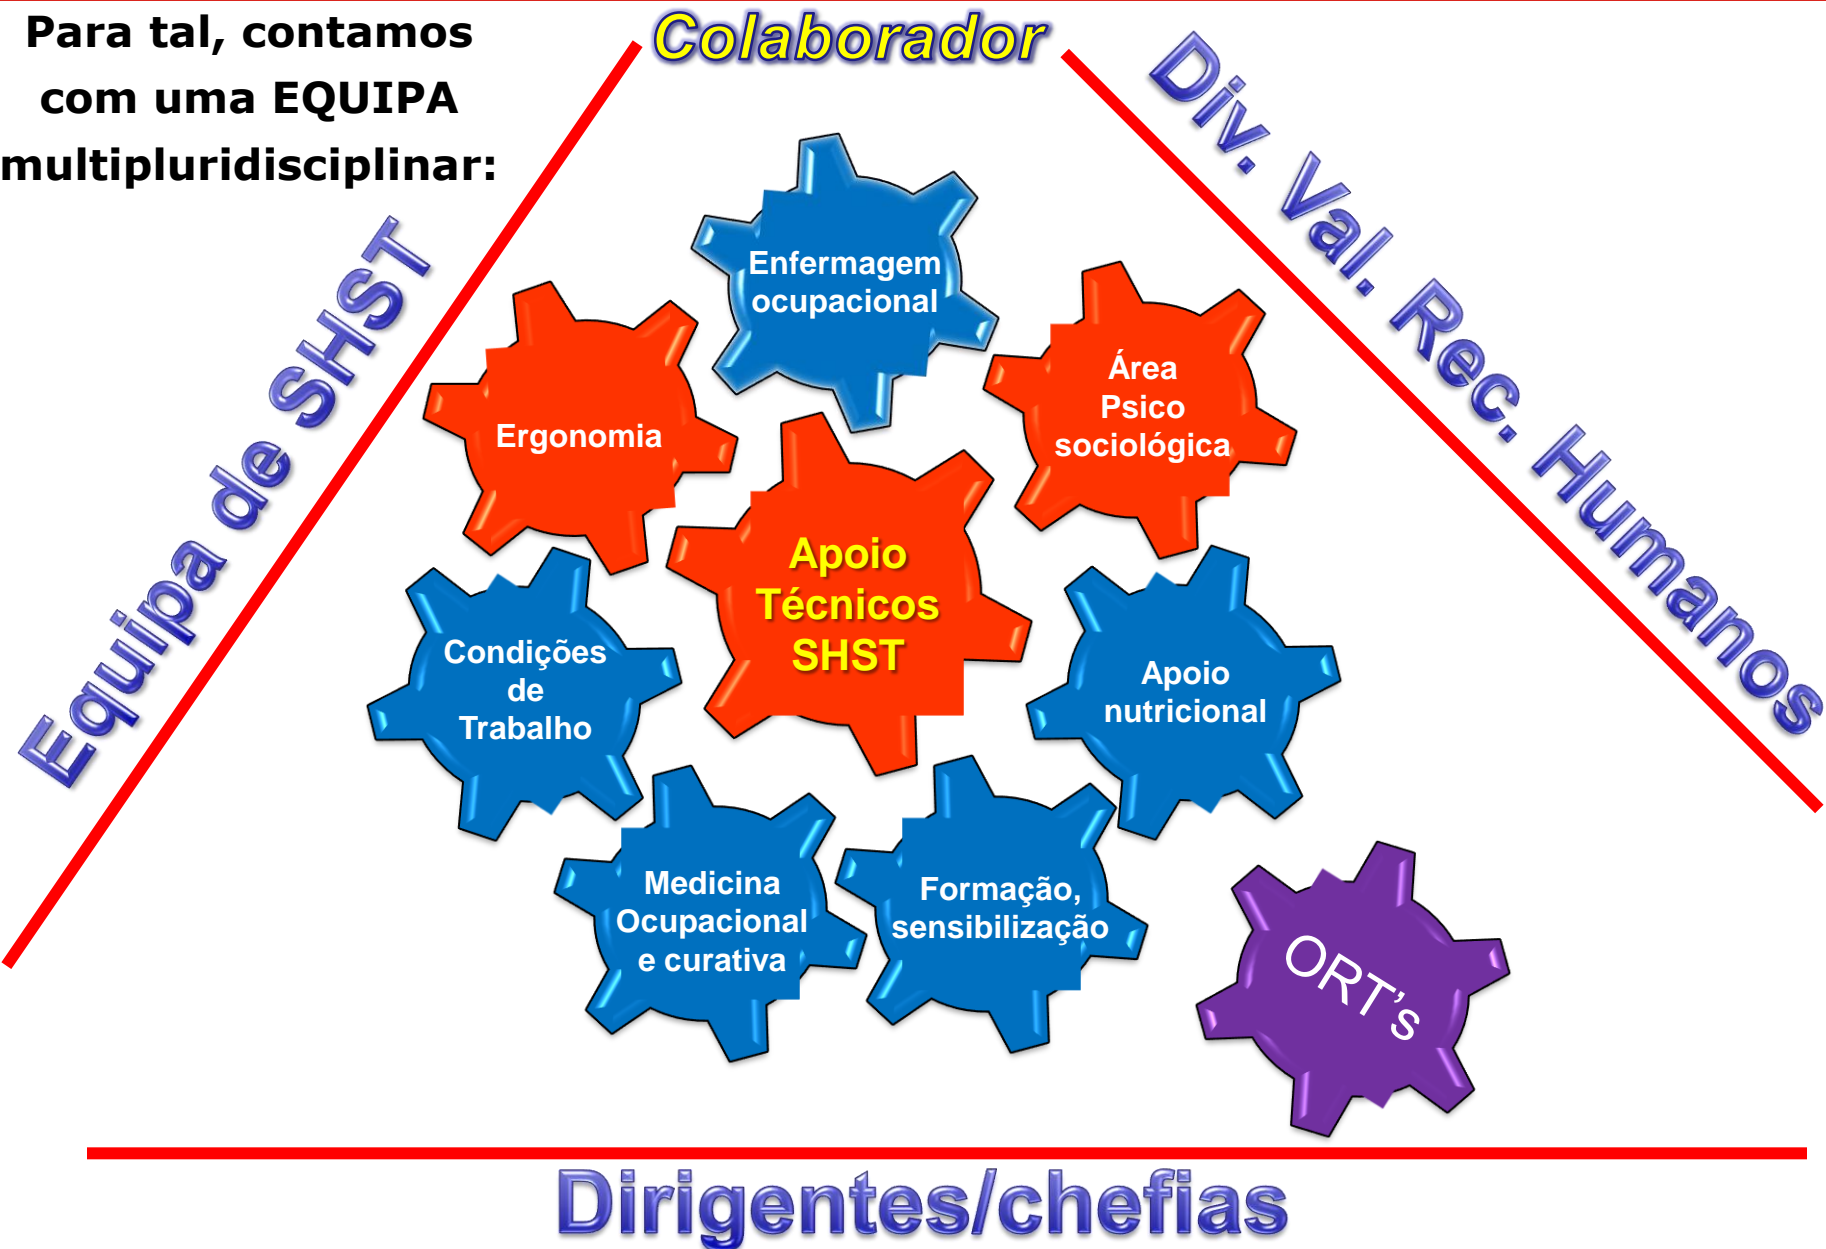 Para tal, contamos
com uma EQUIPA
multipluridisciplinar:
Colaborador
Div. Val. Rec. Humanos
Equipa de SHST
Enfermagem
ocupacional
Ergonomia
Área
Psico
sociológica
Apoio
Técnicos
SHST
Condições
de
Trabalho
Apoio
nutricional
Medicina
Ocupacional
e curativa
Formação,
sensibilização
ORT’s
Dirigentes/chefias